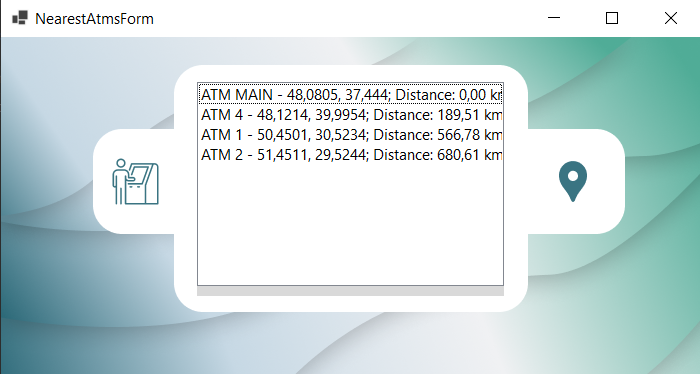 NearestAtmsForm
ATM MAIN - 48,0805, 37,444; Distance: 0,00 km
ATM 4 - 48,1214, 39,9954; Distance: 189,51 km
ATM 1 - 50,4501, 30,5234; Distance: 566,78 km
ATM 2 - 51,4511, 29,5244; Distance: 680,61 km